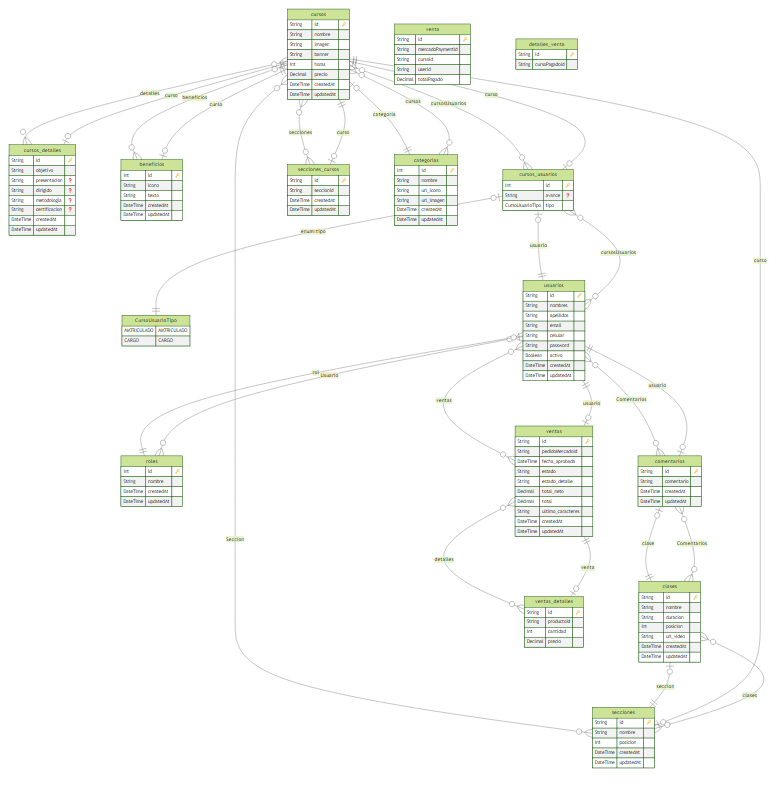 cursos
String id
String nombre
String imagen
String banner
Int horas
Decimal precio
DateTime createdAt
DateTime updatedAt
venta
String id
String mercadoPaymentId
String cursoId
String userId
Decimal totalPagado
detalles_venta
String id
String cursoPagadoId
detalles
curso
beneficios
curso
secciones
curso
categoria
cursos
cursosUsuarios
curso
cursos_detalles
String id
String objetivo
String presentacion ?
String dirigido ?
String metodologia ?
String certificacion ?
DateTime createdAt
DateTime updatedAt
beneficios
Int id
String icono
String texto
DateTime createdAt
DateTime updatedAt
secciones_cursos
String id
String seccionId
DateTime createdAt
DateTime updatedAt
categorias
Int id
String nombre
String url_icono
String url_imagen
DateTime createdAt
DateTime updatedAt
cursos_usuarios
Int id
String avance ?
CursoUsuarioTipo tipo
enum:tipo
usuario
cursosUsuarios
curso
CursoUsuarioTipo
MATRICULADO MATRICULADO
CARGO CARGO
usuarios
String id
String nombres
String apellidos
String email
String celular
String password
Boolean activo
DateTime createdAt
DateTime updatedAt
rol
Usuario
ventas
usuario
Comentarios
usuario
roles
Int id
String nombre
DateTime createdAt
DateTime updatedAt
ventas
String id
String pedidoMercadoId
DateTime fecha_aprobada
String estado
String estado_detalle
Decimal total_neto
Decimal total
String ultimo_caracteres
DateTime createdAt
DateTime updatedAt
comentarios
String id
String comentario
DateTime createdAt
DateTime updatedAt
Seccion
detalles
venta
clase
Comentarios
ventas_detalles
String id
String productoId
Int cantidad
Decimal precio
clases
String id
String nombre
String duracion
Int posicion
String url_video
DateTime createdAt
DateTime updatedAt
seccion
clases
secciones
String id
String nombre
Int posicion
DateTime createdAt
DateTime updatedAt